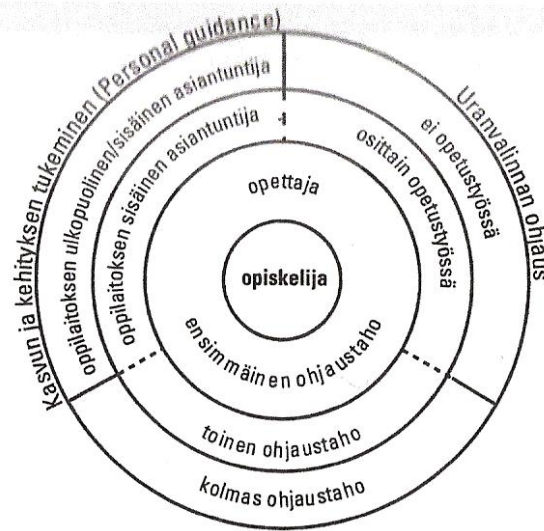 Kasvun ja kehityksen tukeminen (Personal guidance)
Uranvalinnan ohjaus
oppilaitoksen ulkopuolinen/sisäinen asiantuntija
ei opetustyössä
oppilaitoksen sisäinen asiantuntija
osittain opetustyössä
opettaja
opiskelija
ensimmäinen ohjaustaho
toinen ohjaustaho
kolmas ohjaustaho